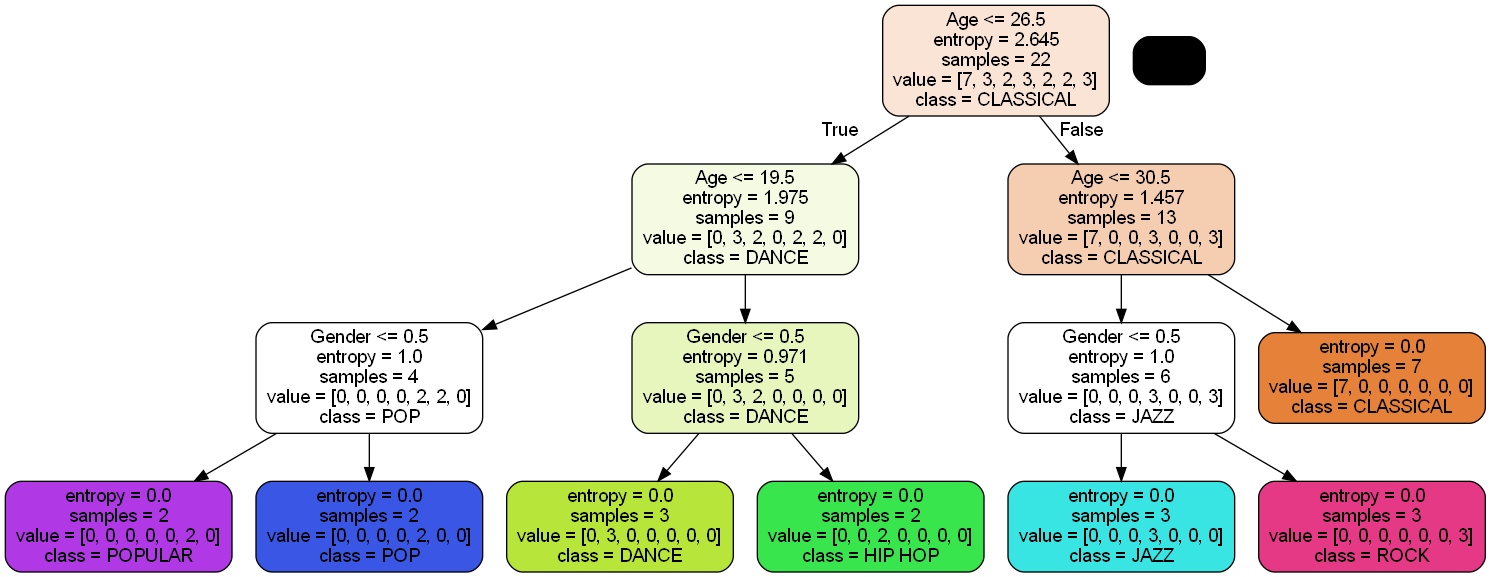 Age <= 26.5
entropy = 2.645
samples = 22
value = [7, 3, 2, 3, 2, 2, 3]
class = CLASSICAL
True
False
Age <= 19.5
entropy = 1.975
samples = 9
value = [0, 3, 2, 0, 2, 2, 0]
class = DANCE
Age <= 30.5
entropy = 1.457
samples = 13
value = [7, 0, 0, 3, 0, 0, 3]
class = CLASSICAL
Gender <= 0.5
entropy = 1.0
samples = 4
value = [0, 0, 0, 0, 2, 2, 0]
class = POP
Gender <= 0.5
entropy = 0.971
samples = 5
value = [0, 3, 2, 0, 0, 0, 0]
class = DANCE
Gender <= 0.5
entropy = 1.0
samples = 6
value = [0, 0, 0, 3, 0, 0, 3]
class = JAZZ
entropy = 0.0
samples = 7
value = [7, 0, 0, 0, 0, 0, 0]
class = CLASSICAL
entropy = 0.0
samples = 2
value = [0, 0, 0, 0, 0, 2, 0]
class = POPULAR
entropy = 0.0
samples = 2
value = [0, 0, 0, 0, 2, 0, 0]
class = POP
entropy = 0.0
samples = 3
value = [0, 3, 0, 0, 0, 0, 0]
class = DANCE
entropy = 0.0
samples = 2
value = [0, 0, 2, 0, 0, 0, 0]
class = HIP HOP
entropy = 0.0
samples = 3
value = [0, 0, 0, 3, 0, 0, 0]
class = JAZZ
entropy = 0.0
samples = 3
value = [0, 0, 0, 0, 0, 0, 3]
class = ROCK